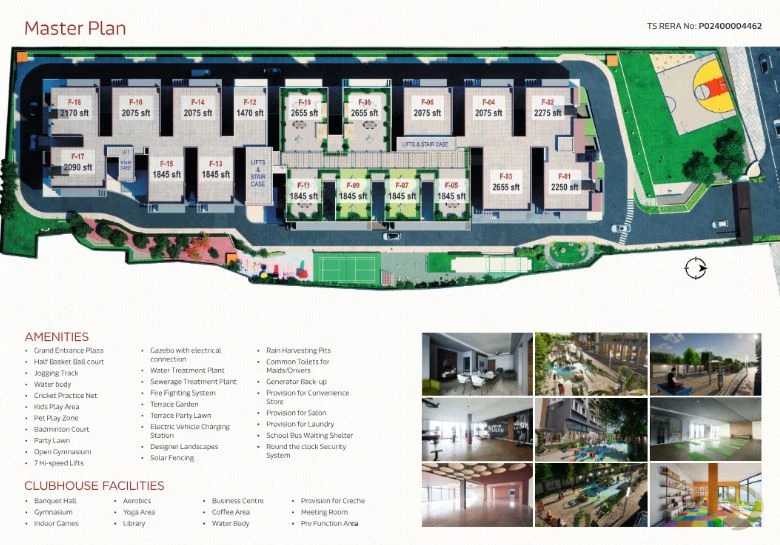 Master Plan
TS RERA No: P02400004462
F-18
2170 sft
F-16
2075 sft
F-14
2075 sft
F-12
1470 sft
F-10
2655 sft
F-08
2655 sft
F-06
2075 sft
F-04
2075 sft
F-02
2275 sft
F-17
2090 sft
LIFT
STAIR
CASE
F-15
1845 sft
F-13
1845 sft
LIFTS
&
STAIR
CASE
LIFTS & STAIR CASE
F-11
1845 sft
F-09
1845 sft
F-07
1845 sft
F-05
1845 sft
F-03
2655 sft
F-01
2250 sft
AMENITIES
• Grand Entrance Plaza
• Half Basket Ball court
• Jogging Track
• Water body
• Cricket Practice Net
• Kids Play Area
• Pet Play Zone
• Badminton Court
• Party Lawn
• Open Gymnasium
• 7 Hi-speed Lifts
• Gazebo with electrical
connection
• Water Treatment Plant
• Sewerage Treatment Plant
• Fire Fighting System
• Terrace Garden
• Terrace Party Lawn
• Electric Vehicle Charging
Station
• Designer Landscapes
• Solar Fencing
• Rain Harvesting Pits
• Common Toilets for
Maids/Drivers
• Generator Back-up
• Provision for Convenience
Store
• Provision for Salon
• Provision for Laundry
• School Bus Waiting Shelter
• Round the clock Security
System
CLUBHOUSE FACILITIES
• Banquet Hall
• Gymnasium
• Indoor Games
• Aerobics
• Yoga Area
• Library
• Business Centre
• Coffee Area
• Water Body
• Provision for Creche
• Meeting Room
• Pre Function Area